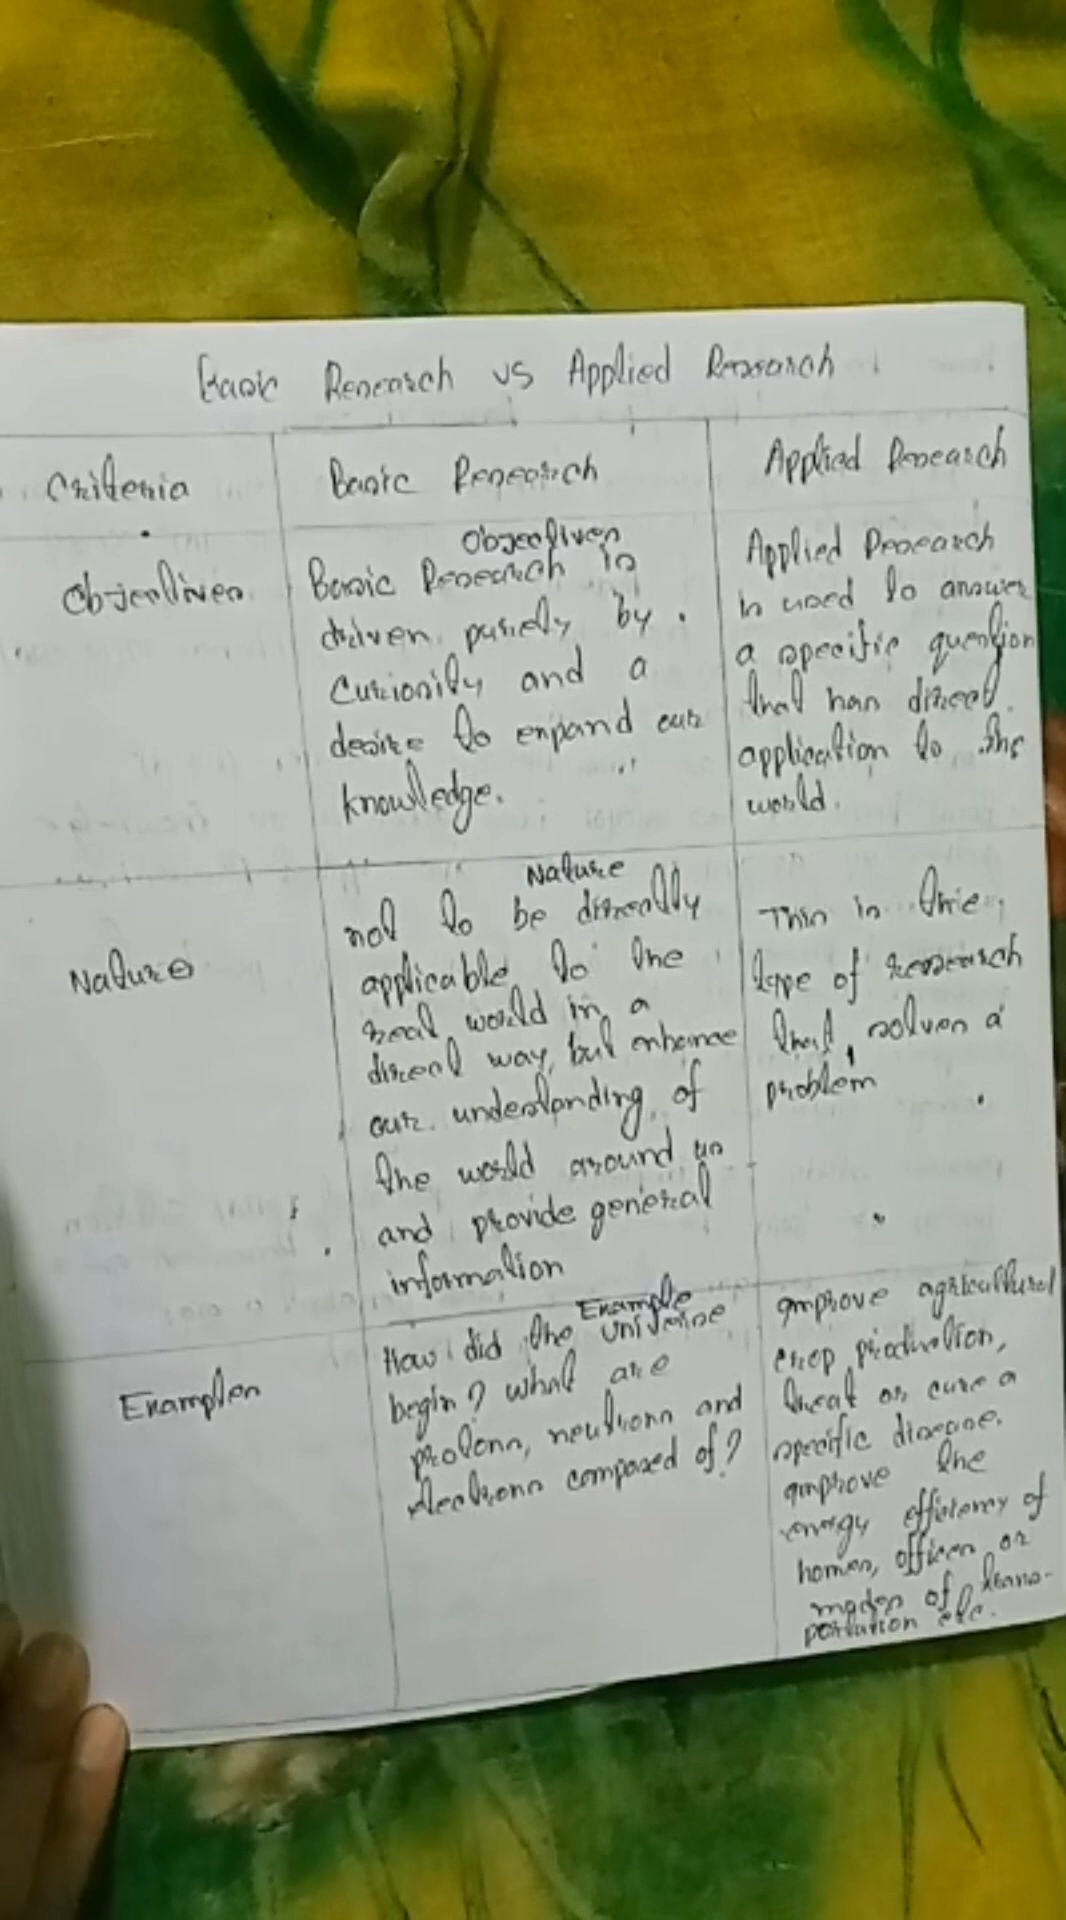 Basic Research vs Applied Research
Criteria
Basic Research
Applied Research
Objectives
Objectives
Basic Research is
driven purely by
curiosity and a
desire to expand our
knowledge.
Applied Research
is used to answer
a specific question
that has direct
application to the
world.
Nature
Nature
not to be directly
applicable to the
real world in a
direct way, but enhance
our understanding of
the world around us
and provide general
information
This is the
type of research
that solves a
problem
Examples
Example
How did the universe
begin? what are
protons, neutrons and
electrons composed of?
improve agricultural
crop production,
treat or cure a
specific disease.
improve the
energy efficiency of
homes, offices or
modes of trans-
portation etc.